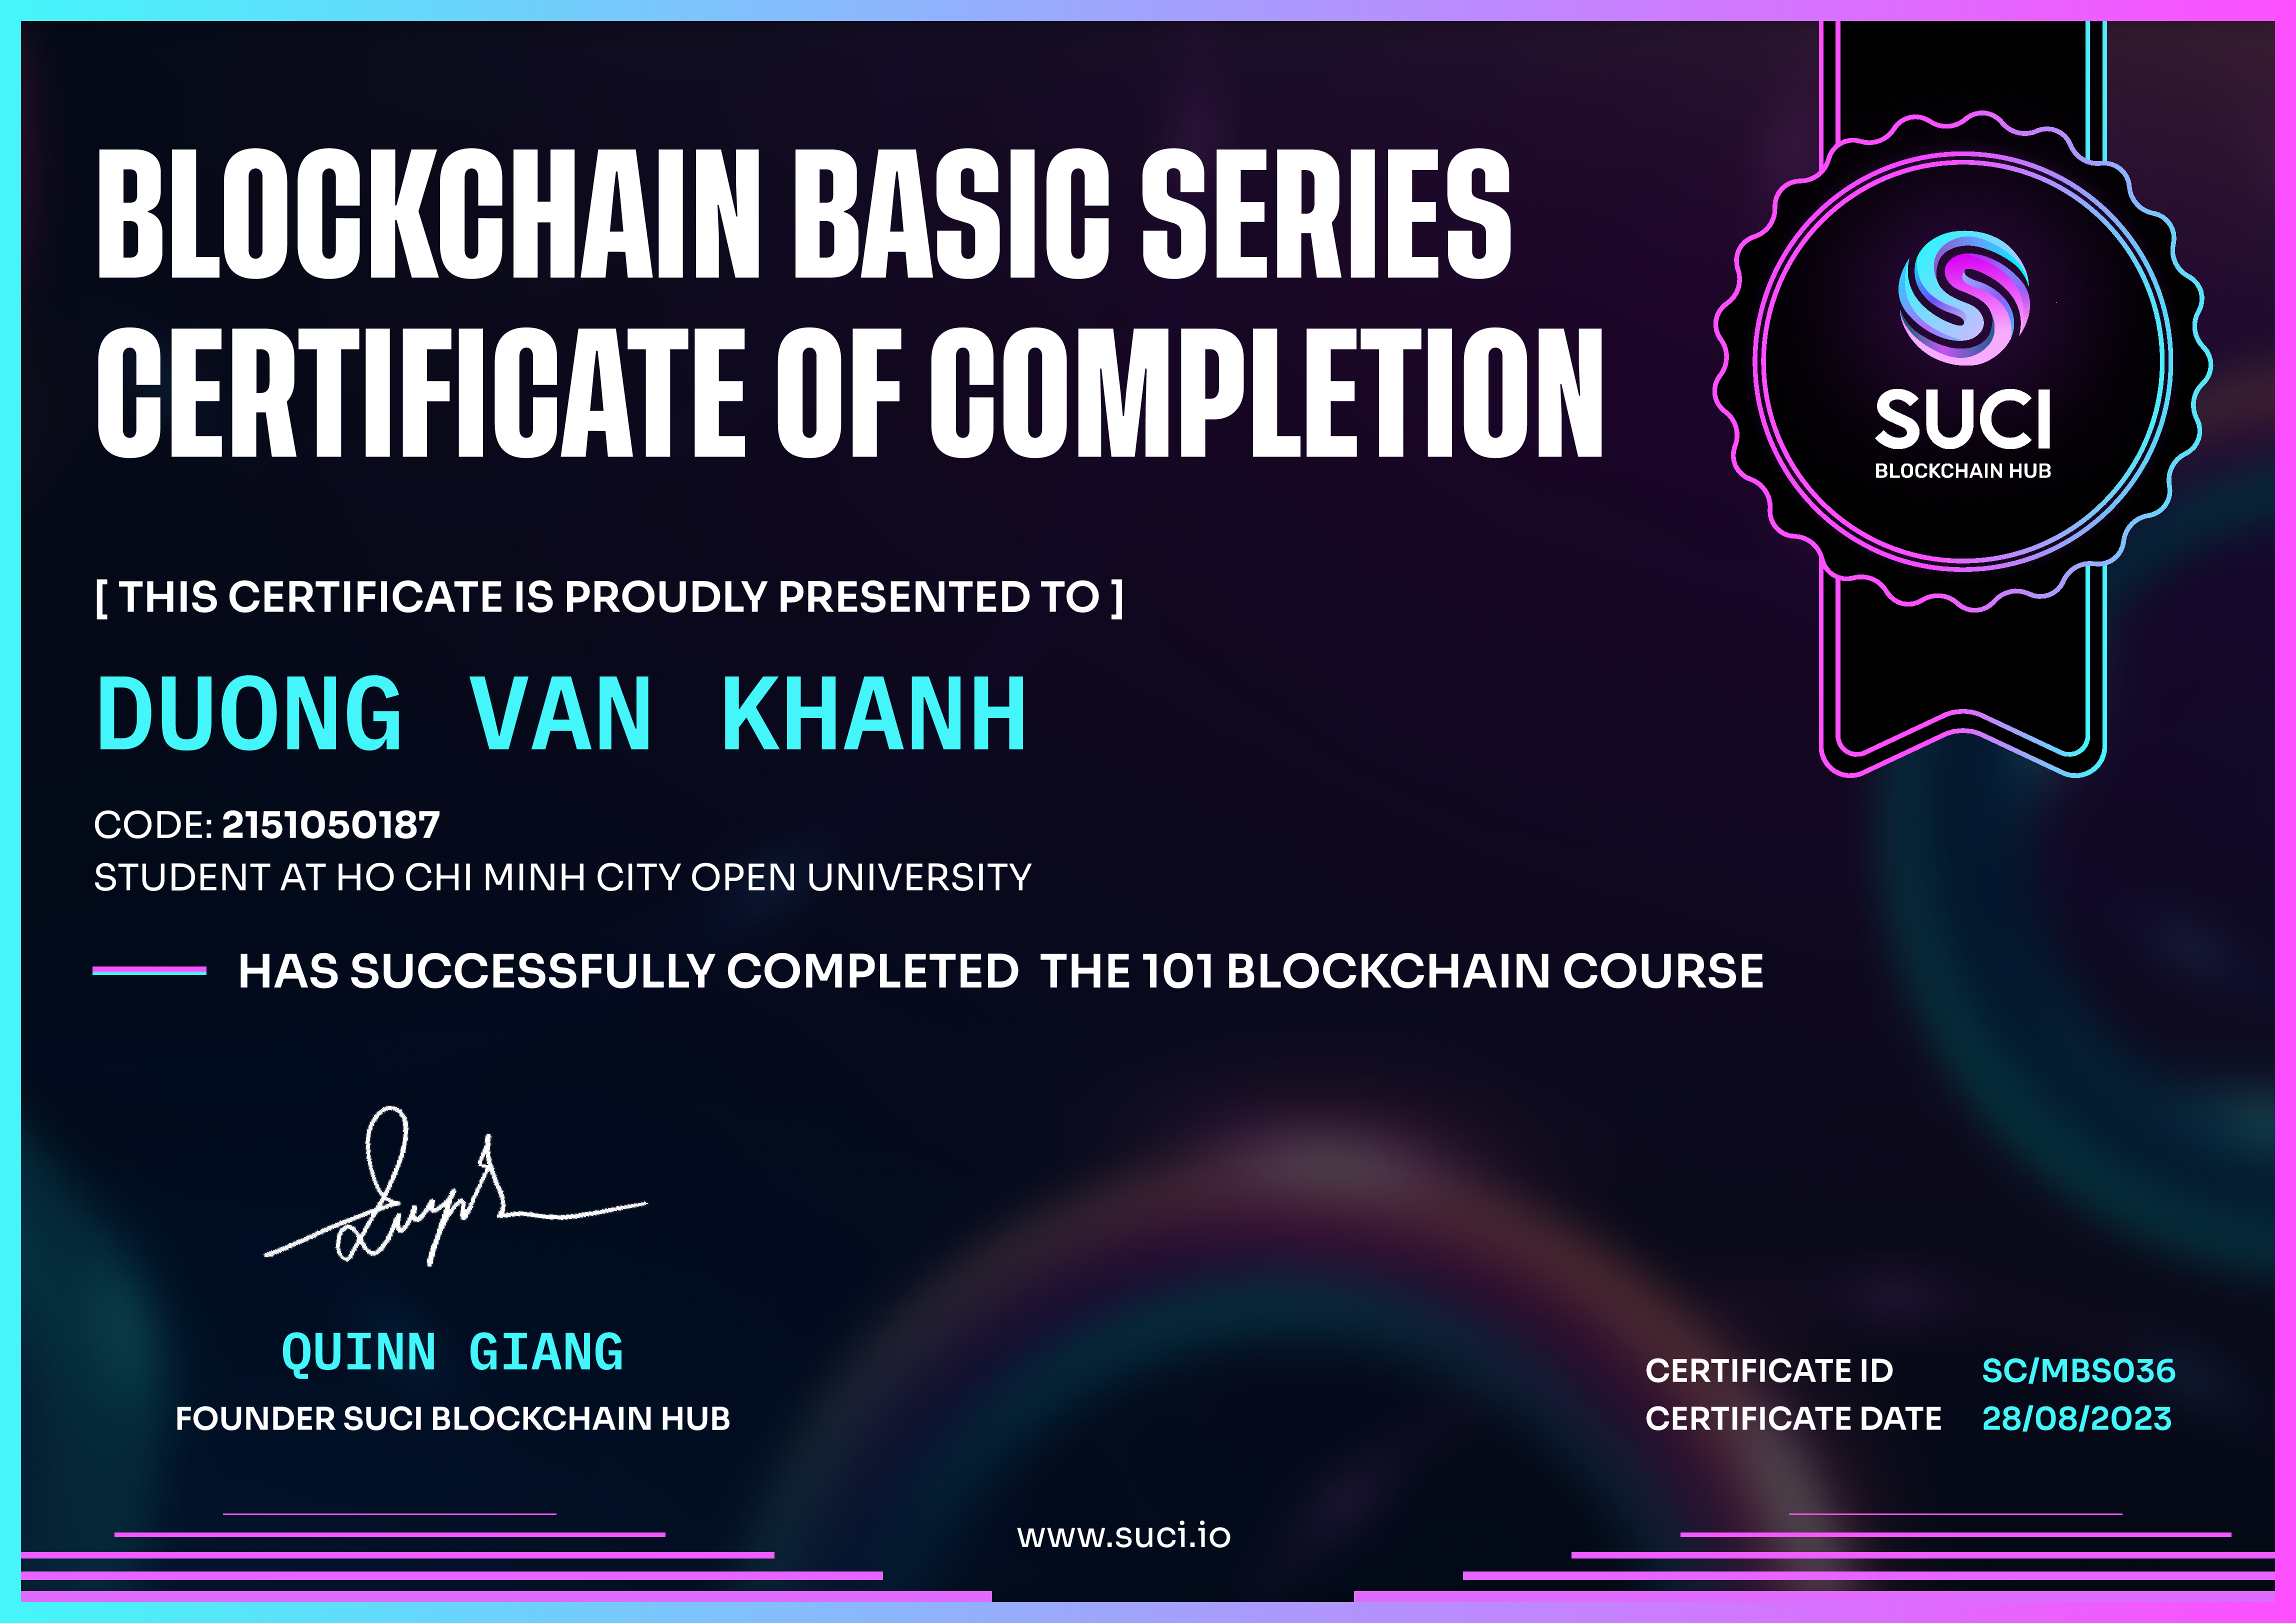 BLOCKCHAIN BASIC SERIES
CERTIFICATE OF COMPLETION
SUCI
BLOCKCHAIN HUB
[ THIS CERTIFICATE IS PROUDLY PRESENTED TO ]
DUONG VAN KHANH
CODE: 2151050187
STUDENT AT HO CHI MINH CITY OPEN UNIVERSITY
HAS SUCCESSFULLY COMPLETED THE 101 BLOCKCHAIN COURSE
QUINN GIANG
FOUNDER SUCI BLOCKCHAIN HUB
CERTIFICATE ID SC/MBS036
CERTIFICATE DATE 28/08/2023
www.suci.io